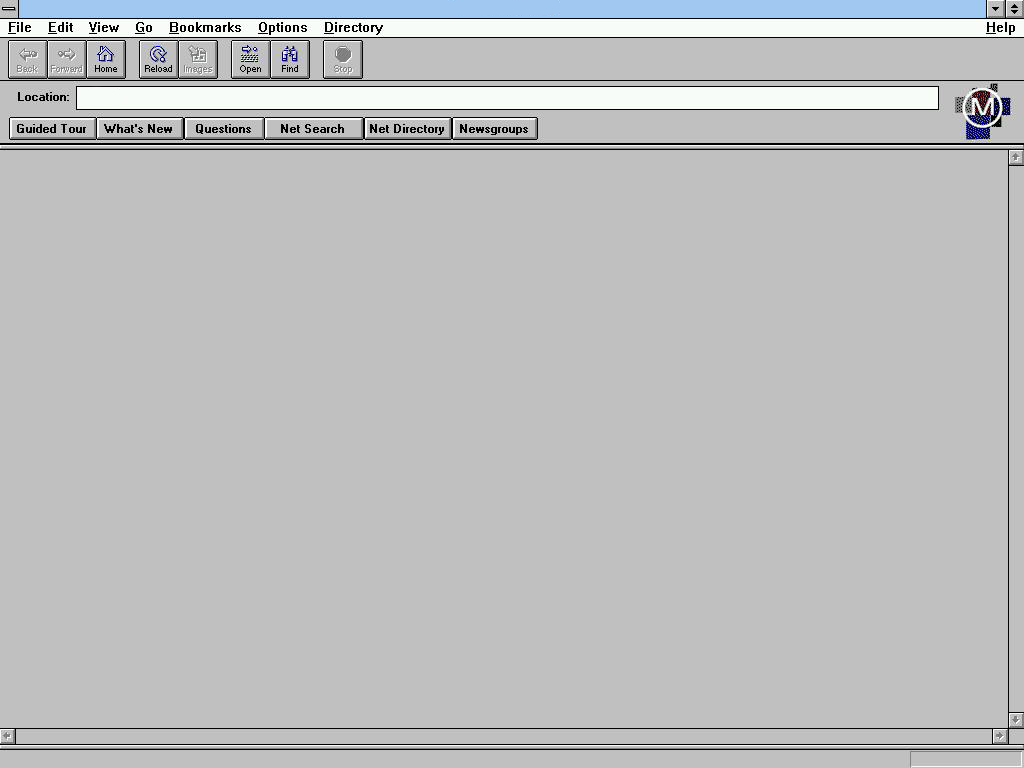 File Edit View Go Bookmarks Options Directory Help
Back Forward Home Reload Images Open Find Stop
Location:
M
Guided Tour What's New Questions Net Search Net Directory Newsgroups